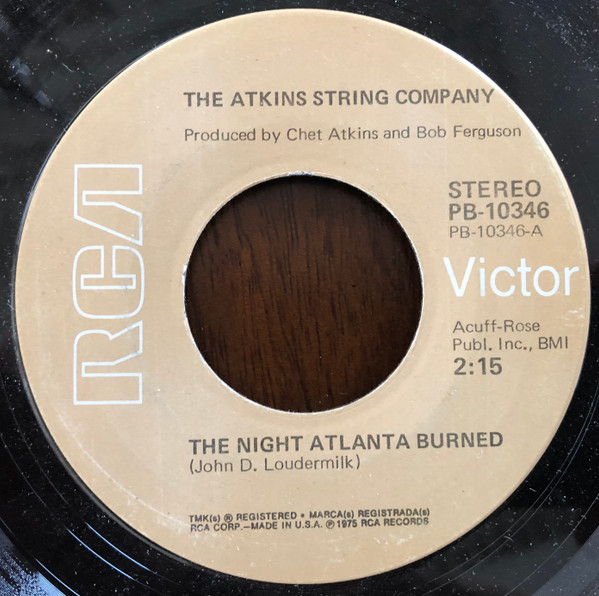 THE ATKINS STRING COMPANY
Produced by Chet Atkins and Bob Ferguson
RCA
STEREO
PB-10346
PB-10346-A
Victor
Acuff-Rose
Publ. Inc., BMI
2:15
THE NIGHT ATLANTA BURNED
(John D. Loudermilk)
TMK(s) ® REGISTERED • MARCA(s) REGISTRADA(s)
RCA CORP.—MADE IN U.S.A. ℗ 1975 RCA RECORDS